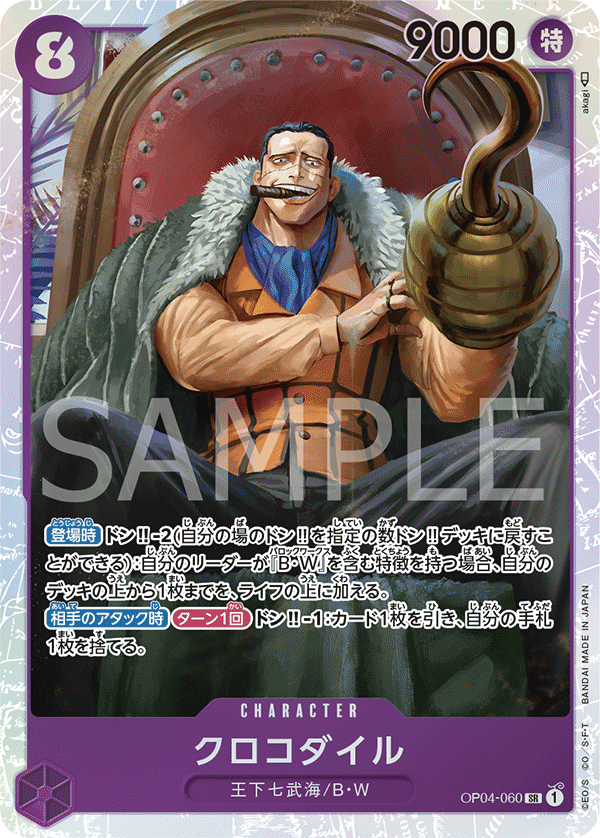 8
9000
特
akagi
SAMPLE
登場時 ドン!!-2(自分の場のドン!!を指定の数ドン!!デッキに戻すこ
とができる):自分のリーダーが『B・W』を含む特徴を持つ場合、自分の
デッキの上から1枚までを、ライフの上に加える。
相手のアタック時 ターン1回 ドン!!-1:カード1枚を引き、自分の手札
1枚を捨てる。
CHARACTER
クロコダイル
王下七武海/B・W
OP04-060 SR 1
©E.O/S ©O/S・F・T BANDAI MADE IN JAPAN